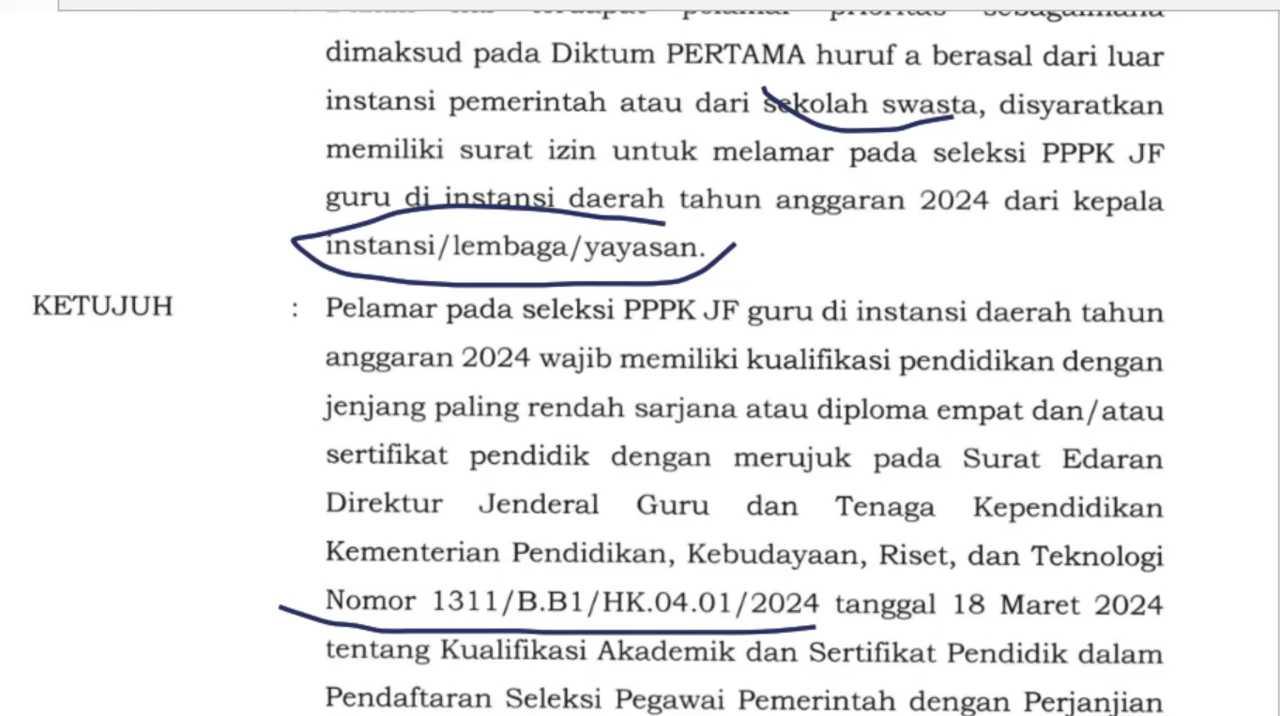 dimaksud pada Diktum PERTAMA huruf a berasal dari luar
instansi pemerintah atau dari sekolah swasta, disyaratkan
memiliki surat izin untuk melamar pada seleksi PPPK JF
guru di instansi daerah tahun anggaran 2024 dari kepala
instansi/lembaga/yayasan.
KETUJUH : Pelamar pada seleksi PPPK JF guru di instansi daerah tahun
anggaran 2024 wajib memiliki kualifikasi pendidikan dengan
jenjang paling rendah sarjana atau diploma empat dan/atau
sertifikat pendidik dengan merujuk pada Surat Edaran
Direktur Jenderal Guru dan Tenaga Kependidikan
Kementerian Pendidikan, Kebudayaan, Riset, dan Teknologi
Nomor 1311/B.B1/HK.04.01/2024 tanggal 18 Maret 2024
tentang Kualifikasi Akademik dan Sertifikat Pendidik dalam
Pendaftaran Seleksi Pegawai Pemerintah dengan Perjanjian